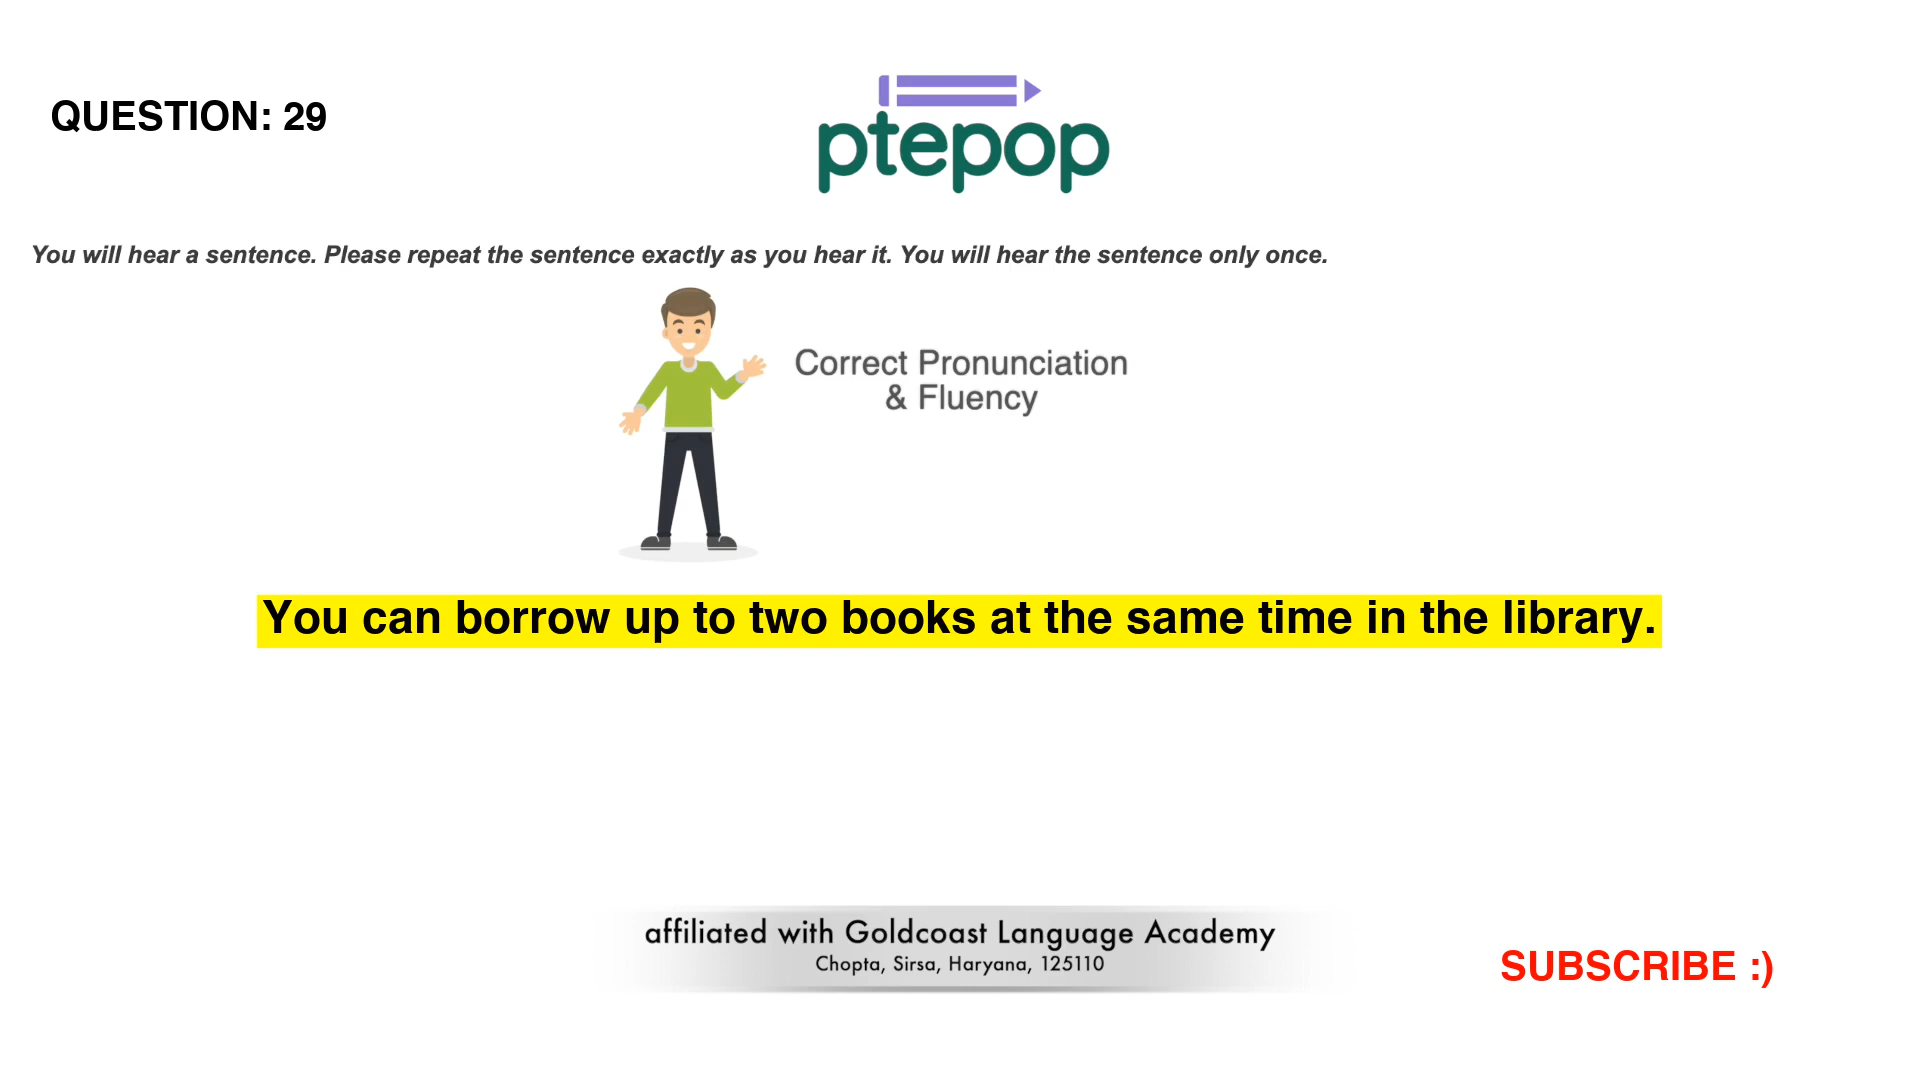 QUESTION: 29
ptepop
You will hear a sentence. Please repeat the sentence exactly as you hear it. You will hear the sentence only once.
Correct Pronunciation
& Fluency
You can borrow up to two books at the same time in the library.
affiliated with Goldcoast Language Academy
Chopta, Sirsa, Haryana, 125110
SUBSCRIBE :)